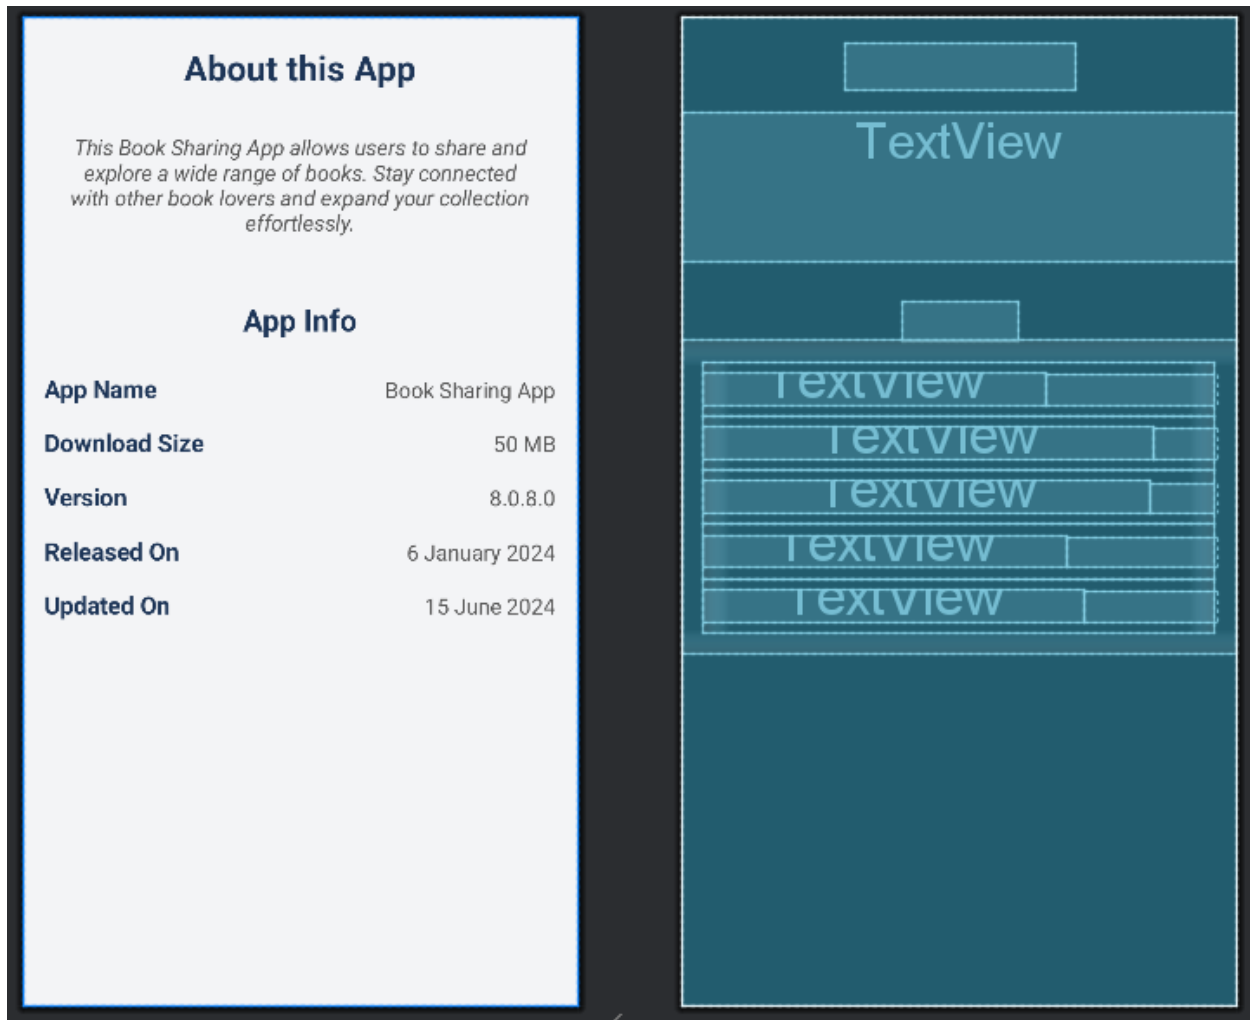 About this App
This Book Sharing App allows users to share and
explore a wide range of books. Stay connected
with other book lovers and expand your collection
effortlessly.
App Info
App Name Book Sharing App
Download Size 50 MB
Version 8.0.8.0
Released On 6 January 2024
Updated On 15 June 2024
TextView
TextView
TextView
TextView
TextView
TextView